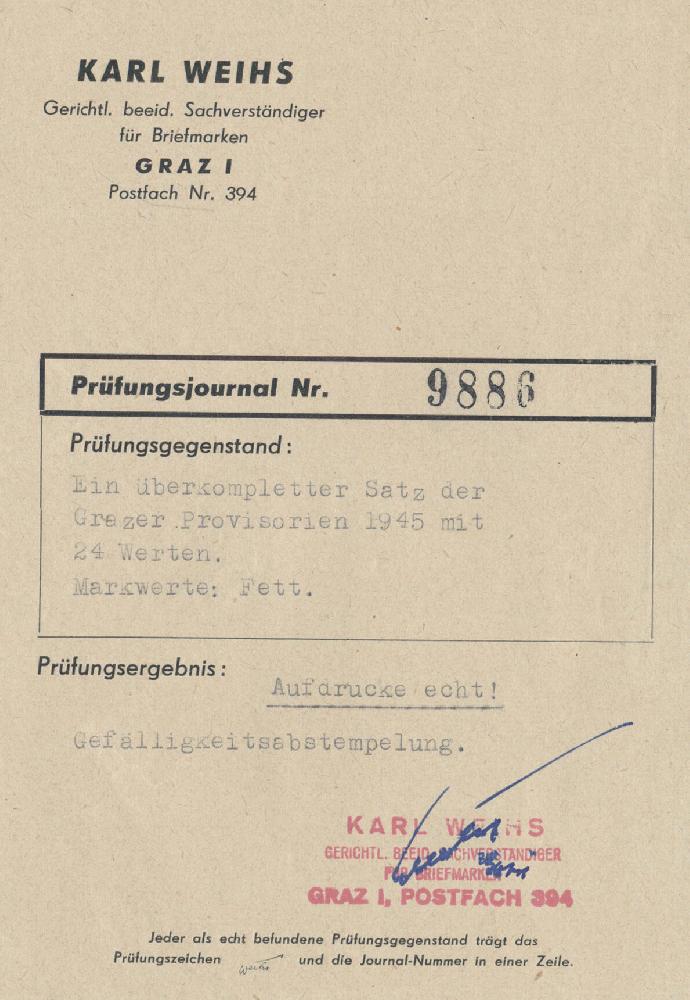 KARL WEIHS
Gerichtl. beeid. Sachverständiger
für Briefmarken
GRAZ I
Postfach Nr. 394
Prüfungsjournal Nr. 9886
Prüfungsgegenstand:
Ein überkompletter Satz der
Grazer Provisorien 1945 mit
24 Werten.
Markwerte: Fett.
Prüfungsergebnis:
Aufdrucke echt!
Gefälligkeitsabstempelung.
KARL WEIHS
GERICHTL. BEEID. SACHVERSTÄNDIGER
FÜR BRIEFMARKEN
GRAZ I, POSTFACH 394
Jeder als echt befundene Prüfungsgegenstand trägt das
Prüfungszeichen Weihs und die Journal-Nummer in einer Zeile.